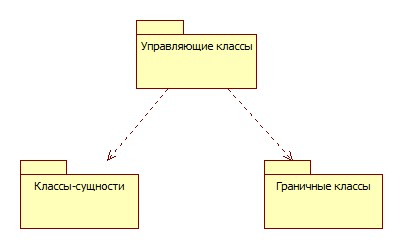 Управляющие классы
Классы-сущности
Граничные классы